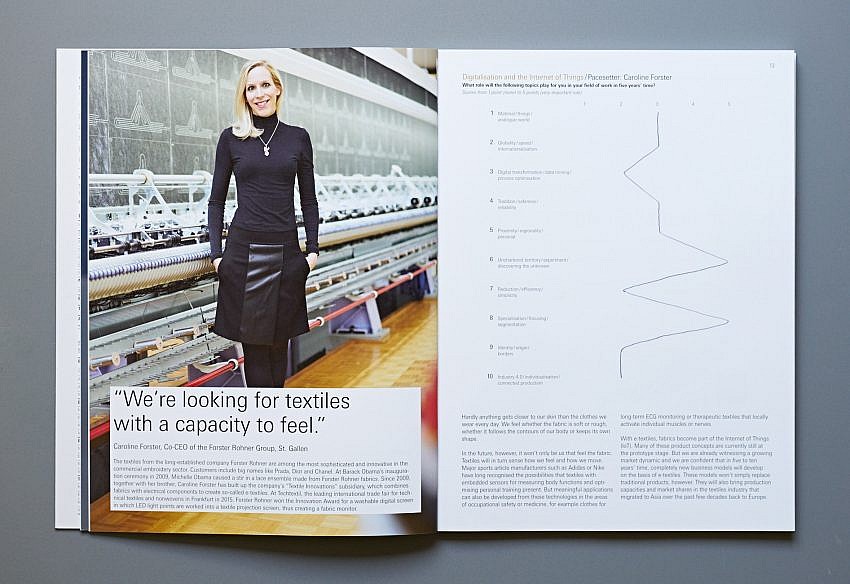 "We're looking for textiles
with a capacity to feel."
Caroline Forster, Co-CEO of the Forster Rohner Group, St. Gallen
The textiles from the long-established company Forster Rohner are among the most sophisticated and innovative in the
commercial embroidery sector. Customers include big names like Prada, Dior and Chanel. At Barack Obama's inaugura-
tion ceremony in 2009, Michelle Obama caused a stir in a lace ensemble made from Forster Rohner fabrics. Since 2009,
together with her brother, Caroline Forster has built up the company's "Textile Innovations" subsidiary, which combines
fabrics with electrical components to create so-called e-textiles. At Techtextil, the leading international trade fair for tech-
nical textiles and nonwovens in Frankfurt in 2015, Forster Rohner won the Innovation Award for a washable digital screen
in which LED light points are worked into a textile projection screen, thus creating a fabric monitor.
13
Digitalisation and the Internet of Things / Pacesetter: Caroline Forster
What role will the following topics play for you in your field of work in five years' time?
Scores from 1 point (none) to 5 points (very important role)
1 2 3 4 5
1 Material / things /
analogue world
2 Globality / speed /
internationalisation
3 Digital transformation / data mining /
process optimisation
4 Tradition / patience /
reliability
5 Proximity / regionality /
personal
6 Unchartered territory / experiment /
discovering the unknown
7 Reduction / efficiency /
simplicity
8 Specialisation / focusing /
segmentation
9 Identity / origin /
borders
10 Industry 4.0 / individualisation /
connected production
Hardly anything gets closer to our skin than the clothes we
wear every day. We feel whether the fabric is soft or rough,
whether it follows the contours of our body or keeps its own
shape.
In the future, however, it won't only be us that feel the fabric.
Textiles will in turn sense how we feel and how we move.
Major sports article manufacturers such as Adidas or Nike
have long recognised the possibilities that textiles with
embedded sensors for measuring body functions and opti-
mising personal training present. But meaningful applications
can also be developed from these technologies in the areas
of occupational safety or medicine, for example clothes for
long-term ECG monitoring or therapeutic textiles that locally
activate individual muscles or nerves.
With e-textiles, fabrics become part of the Internet of Things
(IoT). Many of these product concepts are currently still at
the prototype stage. But we are already witnessing a growing
market dynamic and we are confident that in five to ten
years' time, completely new business models will develop
on the basis of e-textiles. These models won't simply replace
traditional products, however. They will also bring production
capacities and market shares in the textiles industry that
migrated to Asia over the past few decades back to Europe.